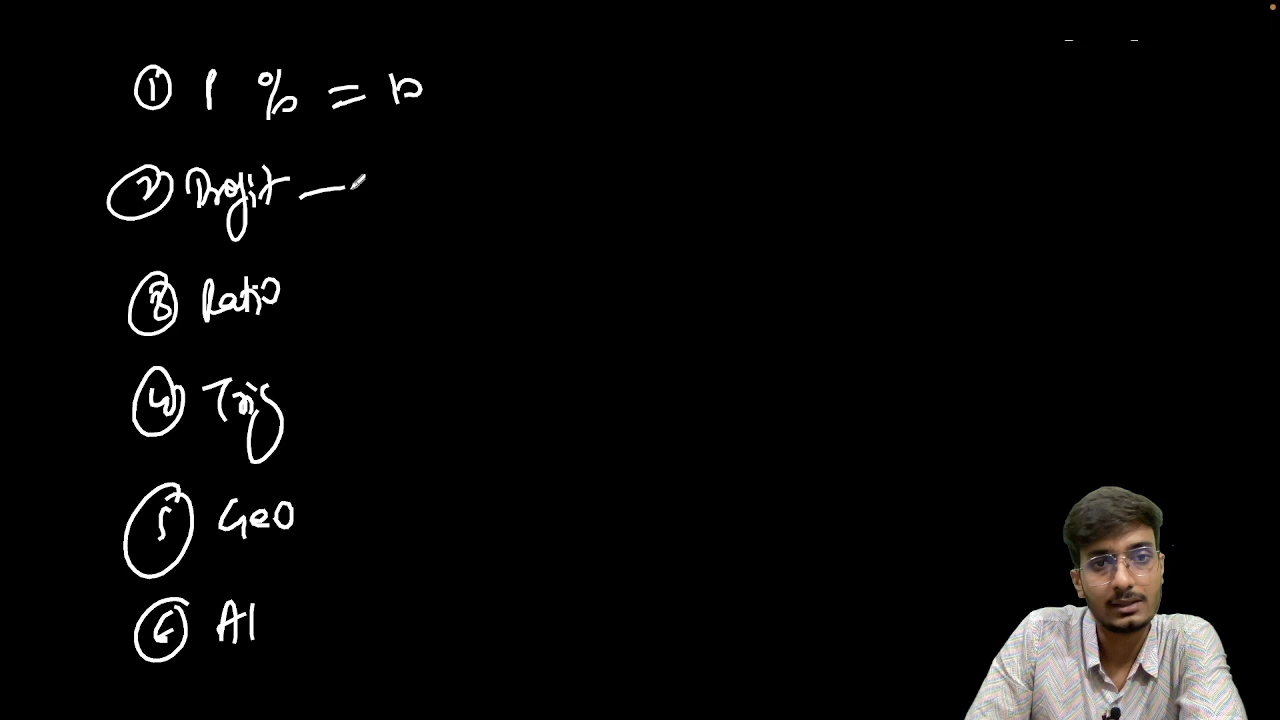 ① 1 % = 10
② Profit —
③ Ratio
④ Trig
⑤ Geo
⑥ Al